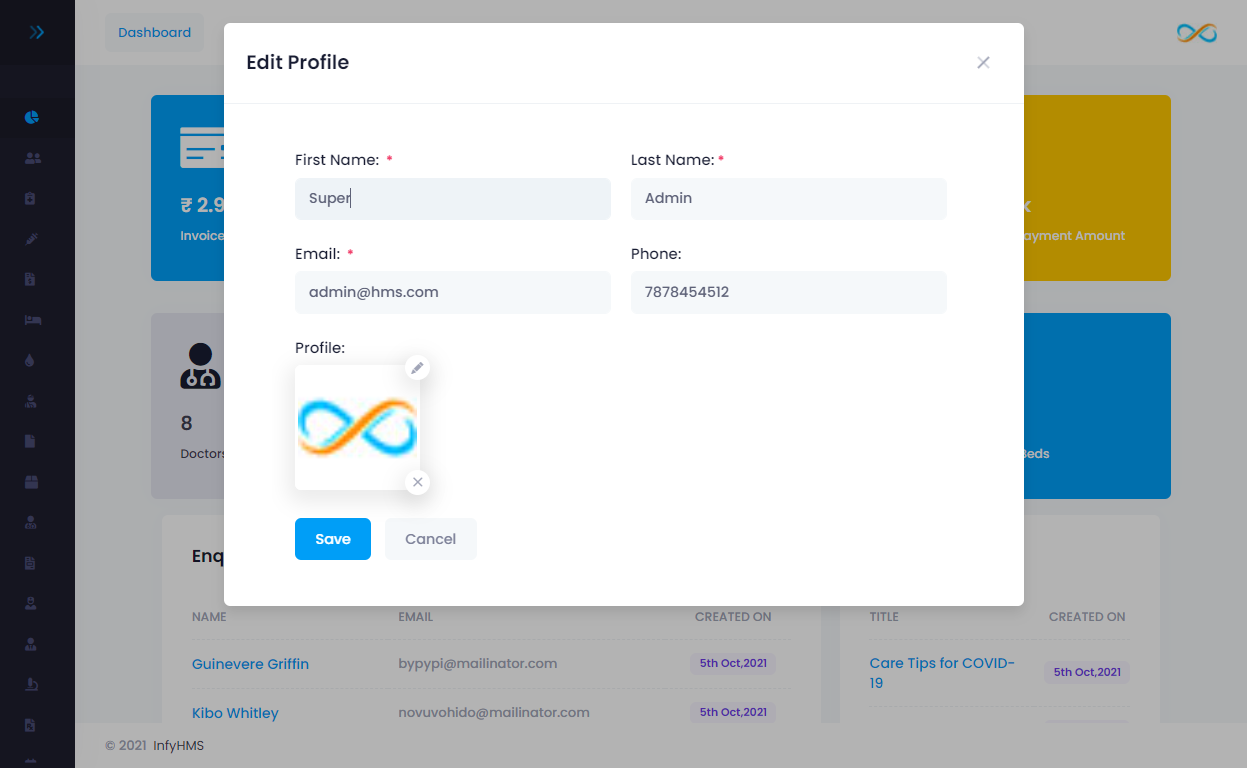 Dashboard
Edit Profile
First Name: *
Last Name: *
Super
Admin
₹ 2.9
Invoice
ayment Amount
Email: *
Phone:
admin@hms.com
7878454512
Profile:
8
Doctors
Beds
Save
Cancel
Enq
NAME
EMAIL
CREATED ON
TITLE
CREATED ON
Guinevere Griffin
bypypi@mailinator.com
5th Oct,2021
Care Tips for COVID-
19
5th Oct,2021
Kibo Whitley
novuvohido@mailinator.com
5th Oct,2021
© 2021 InfyHMS